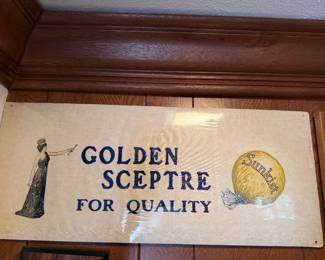 GOLDEN
SCEPTRE
FOR QUALITY
Sunkist